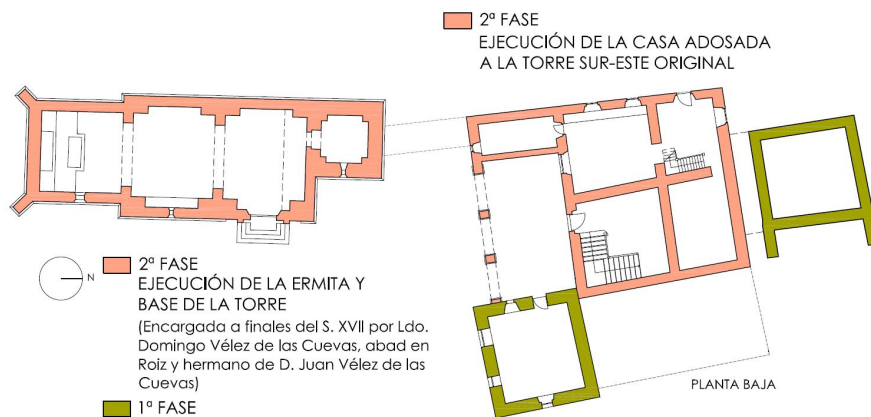 2ª FASE
EJECUCIÓN DE LA CASA ADOSADA
A LA TORRE SUR-ESTE ORIGINAL
N
2ª FASE
EJECUCIÓN DE LA ERMITA Y
BASE DE LA TORRE
(Encargada a finales del S. XVII por Ldo.
Domingo Vélez de las Cuevas, abad en
Roiz y hermano de D. Juan Vélez de las
Cuevas)
1ª FASE
PLANTA BAJA